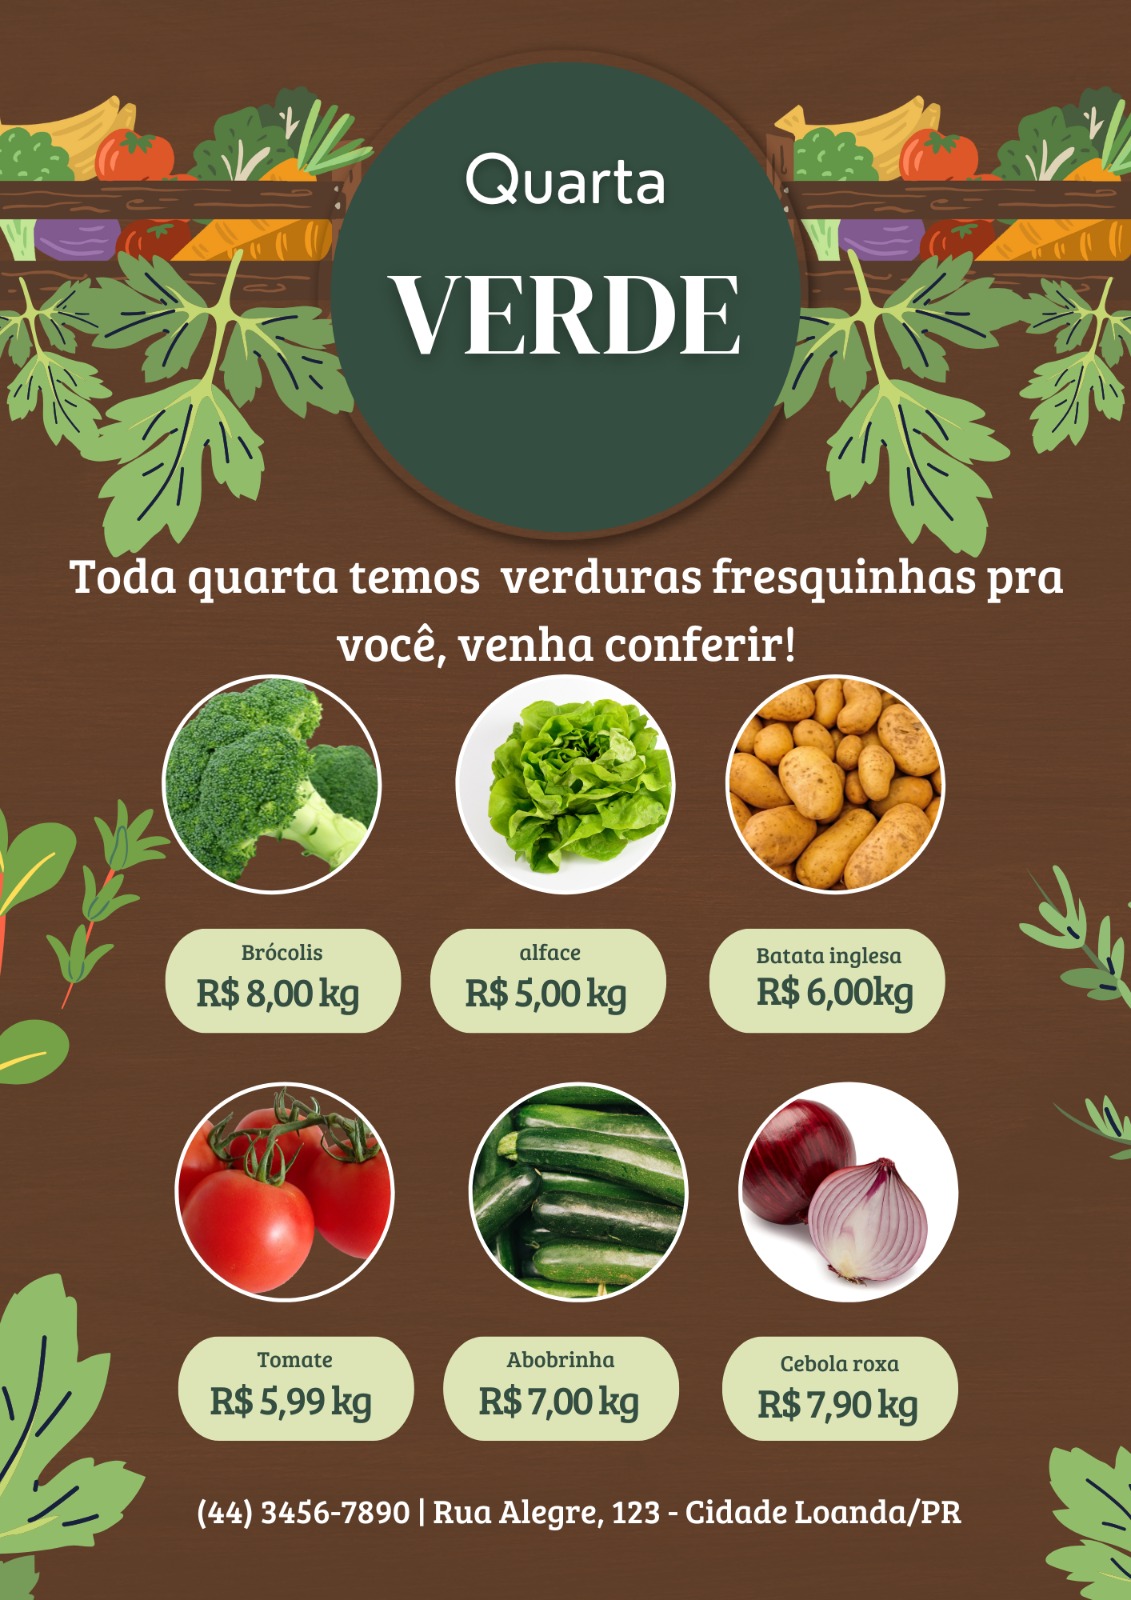 Quarta
VERDE
Toda quarta temos verduras fresquinhas pra
você, venha conferir!
Brócolis
R$ 8,00 kg
alface
R$ 5,00 kg
Batata inglesa
R$ 6,00kg
Tomate
R$ 5,99 kg
Abobrinha
R$ 7,00 kg
Cebola roxa
R$ 7,90 kg
(44) 3456-7890 | Rua Alegre, 123 - Cidade Loanda/PR